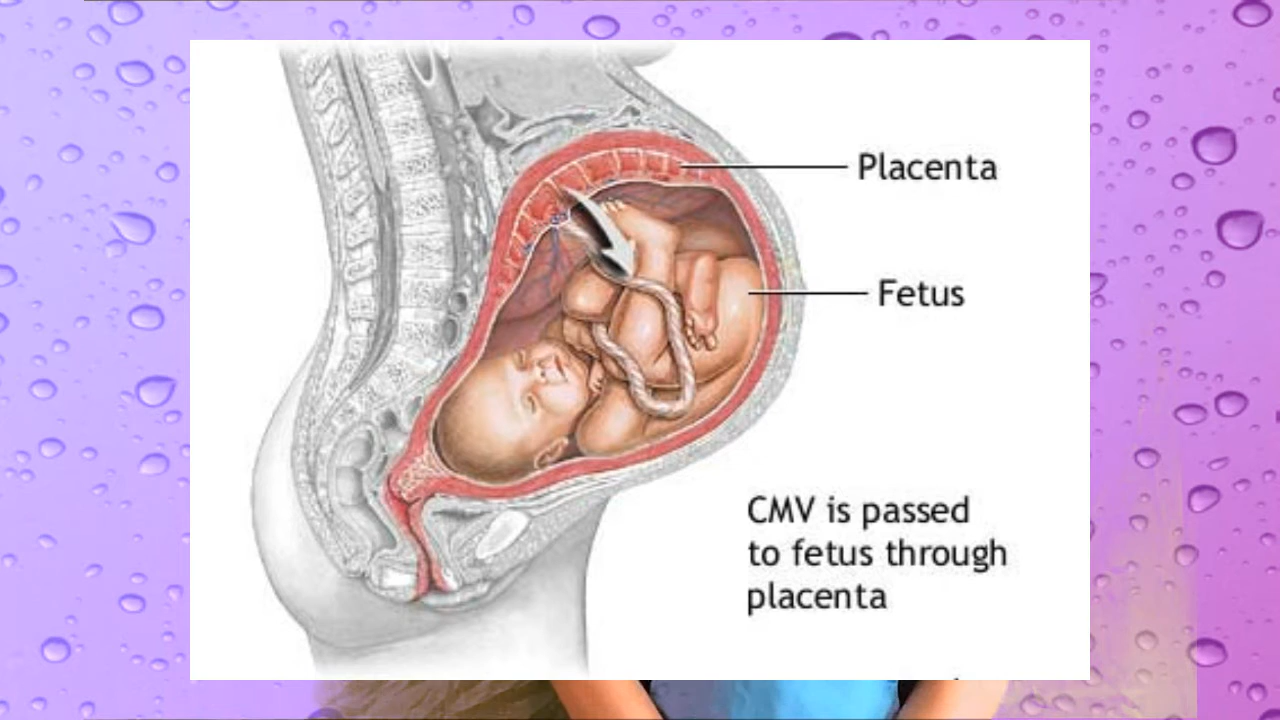 Placenta
Fetus
CMV is passed
to fetus through
placenta